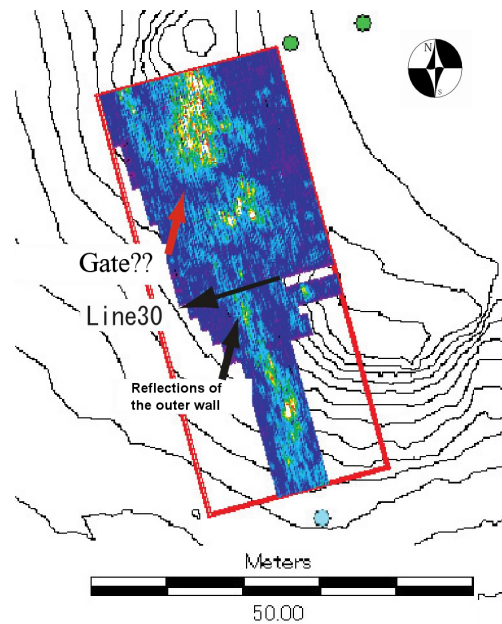 N
S
Gate??
Line30
Reflections of
the outer wall
Meters
50.00